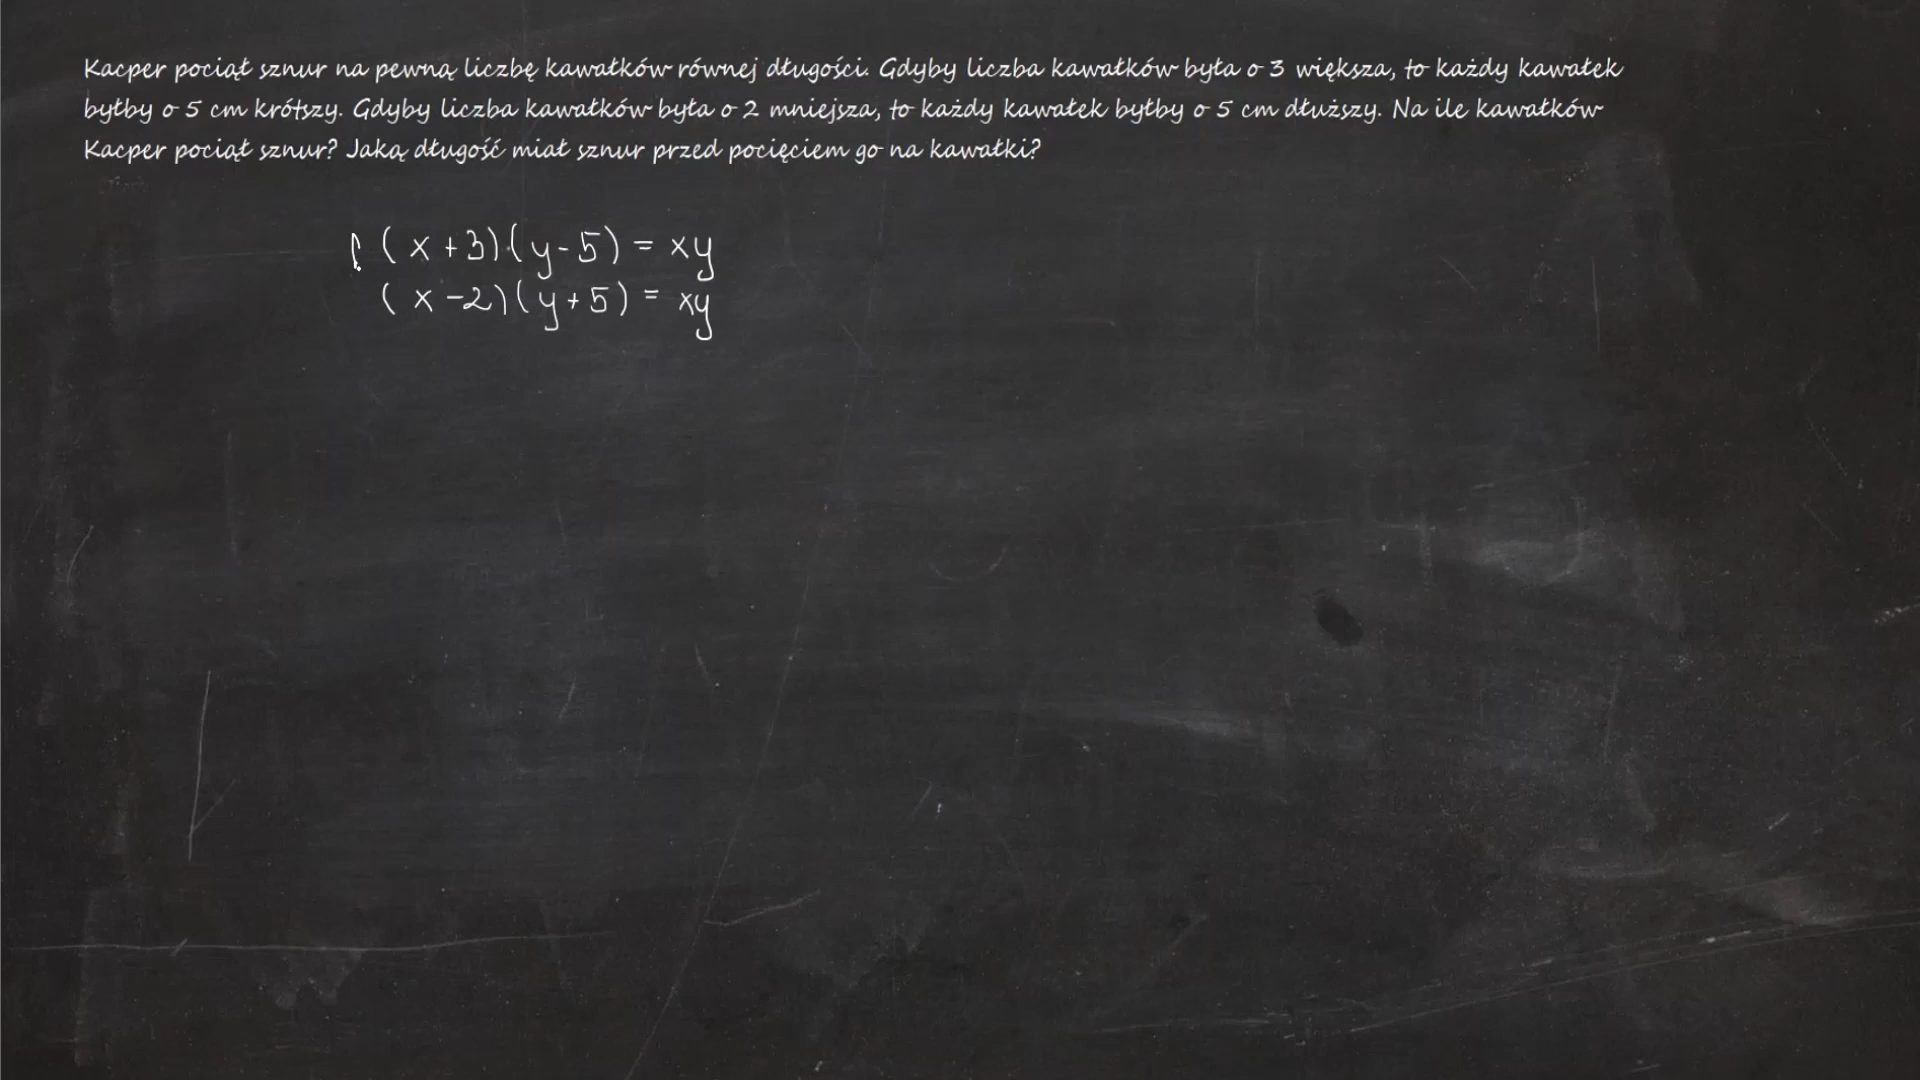 Kacper pociął sznur na pewną liczbę kawałków równej długości. Gdyby liczba kawałków była o 3 większa, to każdy kawałek
byłby o 5 cm krótszy. Gdyby liczba kawałków była o 2 mniejsza, to każdy kawałek byłby o 5 cm dłuższy. Na ile kawałków
Kacper pociął sznur? Jaką długość miał sznur przed pocięciem go na kawałki?
(x+3)(y-5) = xy
(x-2)(y+5) = xy